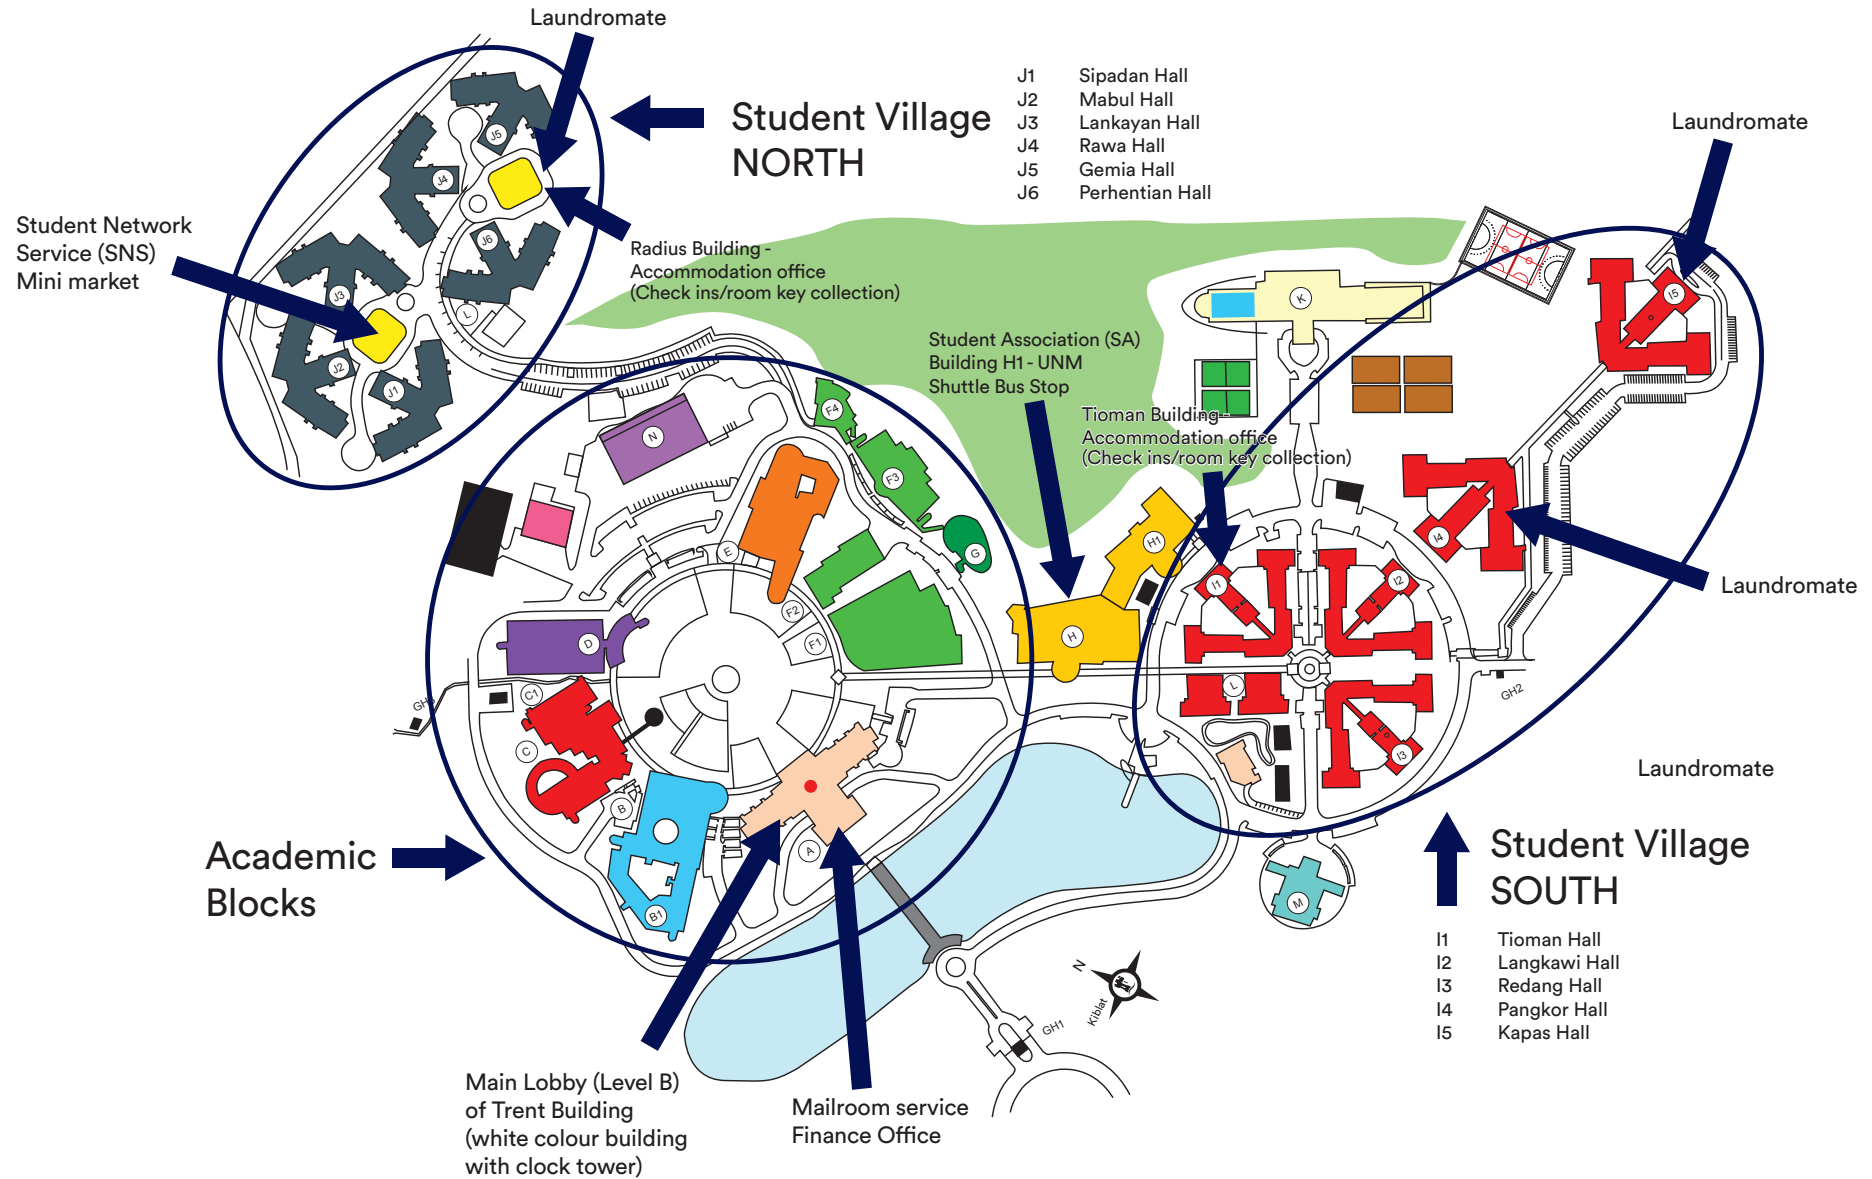 Laundromate
Student Village
NORTH
J1 Sipadan Hall
J2 Mabul Hall
J3 Lankayan Hall
J4 Rawa Hall
J5 Gemia Hall
J6 Perhentian Hall
Laundromate
Student Network
Service (SNS)
Mini market
Radius Building -
Accommodation office
(Check ins/room key collection)
J5
J4
J6
J3
L
J2
J1
Student Association (SA)
Building H1 - UNM
Shuttle Bus Stop
Tioman Building -
Accommodation office
(Check ins/room key collection)
K
I5
F4
N
F3
I4
E
G
H1
I1
I2
Laundromate
F2
F1
H
D
C1
L
GH2
GH
C
I3
Laundromate
B
A
B1
M
Academic
Blocks
Student Village
SOUTH
I1 Tioman Hall
I2 Langkawi Hall
I3 Redang Hall
I4 Pangkor Hall
I5 Kapas Hall
N
Kiblat
GH1
Main Lobby (Level B)
of Trent Building
(white colour building
with clock tower)
Mailroom service
Finance Office